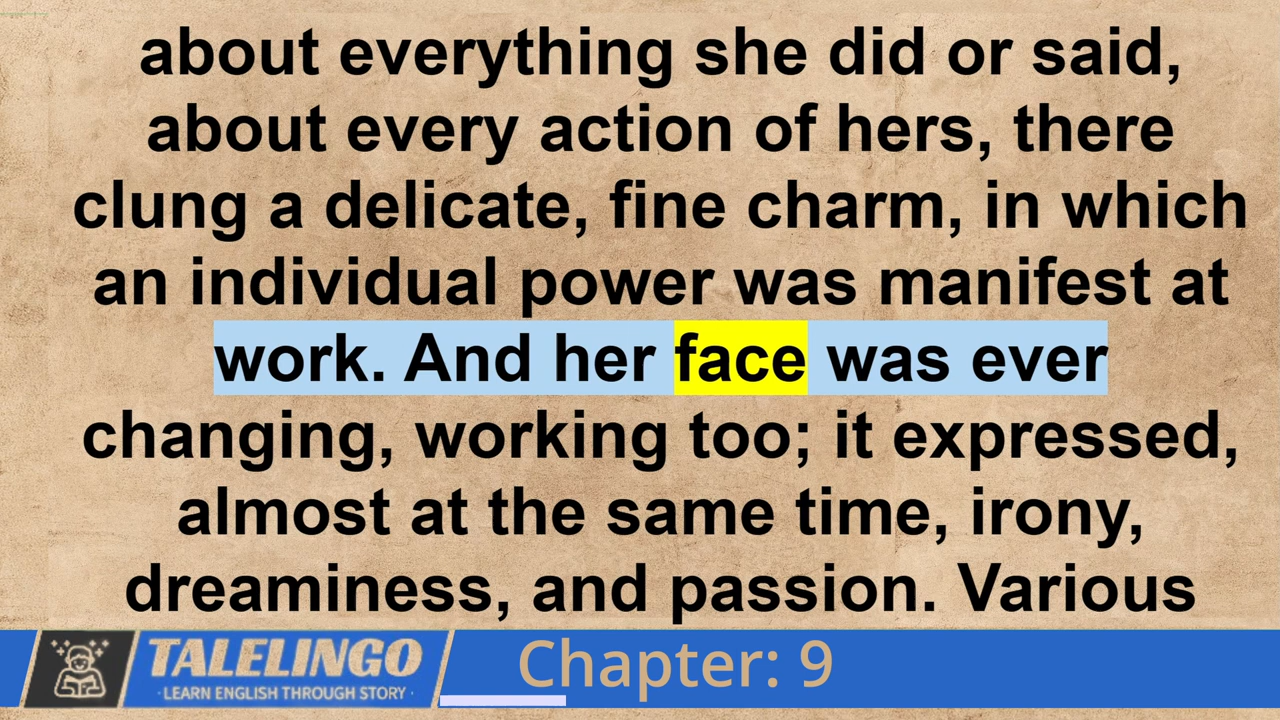 about everything she did or said,
about every action of hers, there
clung a delicate, fine charm, in which
an individual power was manifest at
work. And her face was ever
changing, working too; it expressed,
almost at the same time, irony,
dreaminess, and passion. Various
TALELINGO
·LEARN ENGLISH THROUGH STORY·
Chapter: 9